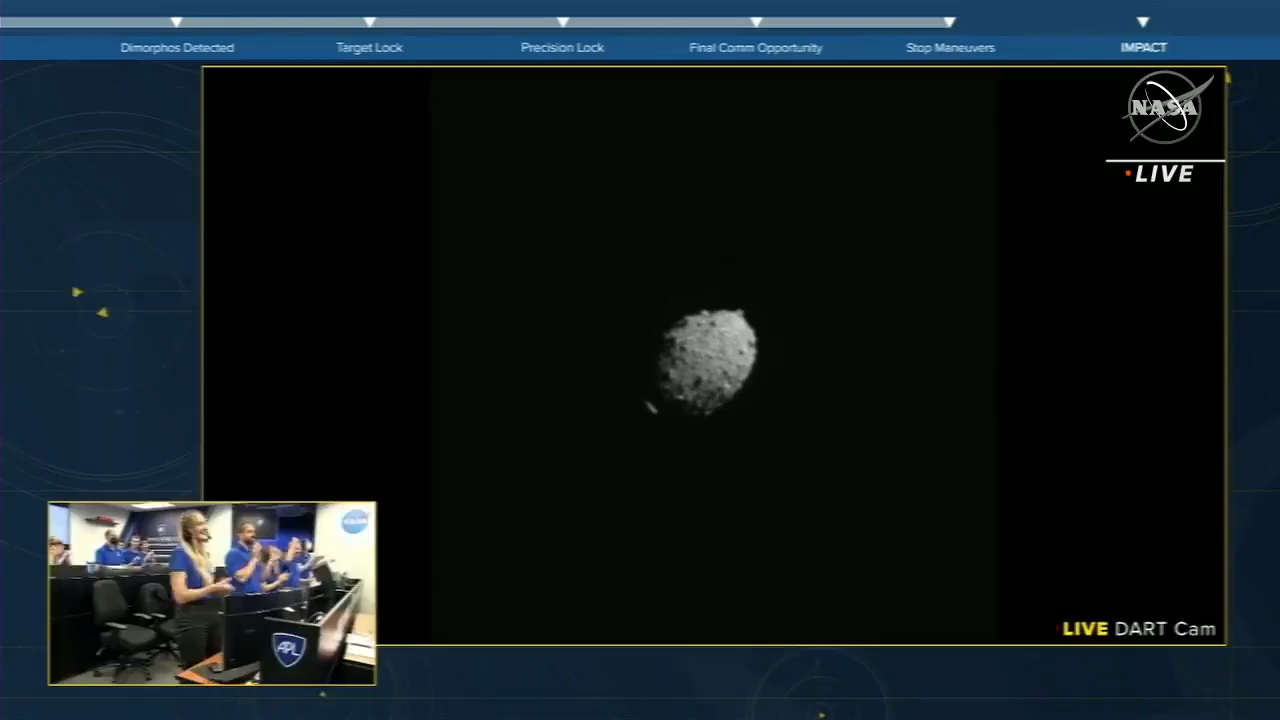 Dimorphos Detected
Target Lock
Precision Lock
Final Comm Opportunity
Stop Maneuvers
IMPACT
NASA
LIVE
APL
LIVE DART Cam